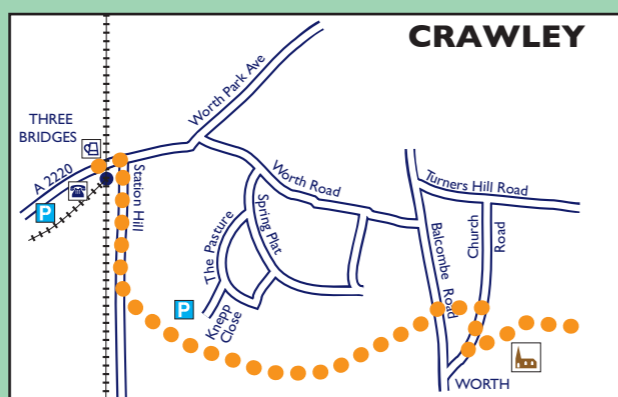 CRAWLEY
Worth Park Ave
THREE
BRIDGES
A 2220
P
Station Hill
Worth Road
Turners Hill Road
The Pasture
Spring Plat
Church
Road
Balcombe Road
P
Knepp
Close
WORTH